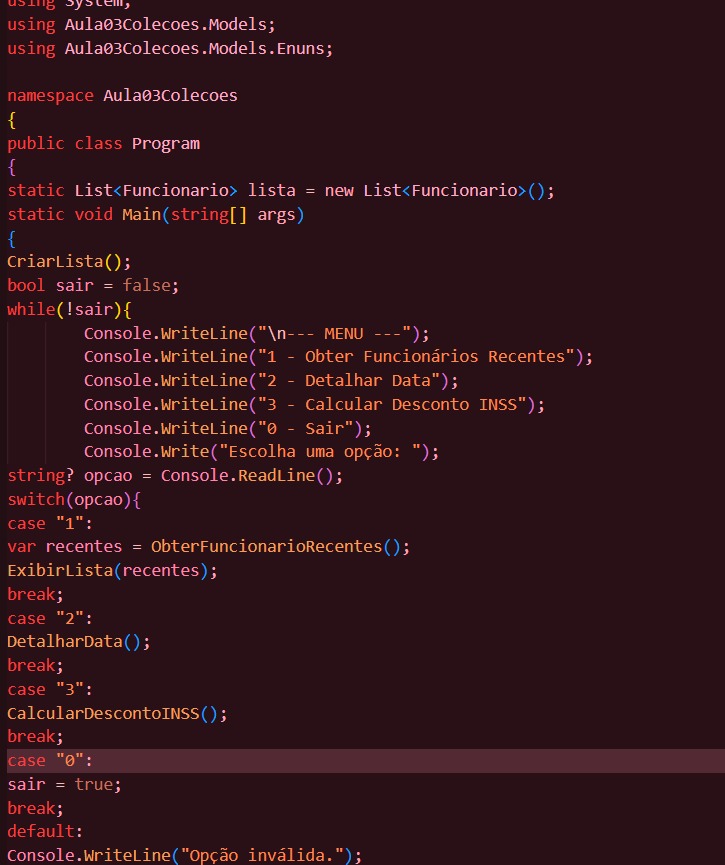 using System;
using Aula03Colecoes.Models;
using Aula03Colecoes.Models.Enuns;
namespace Aula03Colecoes
{
public class Program
{
static List<Funcionario> lista = new List<Funcionario>();
static void Main(string[] args)
{
CriarLista();
bool sair = false;
while(!sair){
Console.WriteLine("\n--- MENU ---");
Console.WriteLine("1 - Obter Funcionários Recentes");
Console.WriteLine("2 - Detalhar Data");
Console.WriteLine("3 - Calcular Desconto INSS");
Console.WriteLine("0 - Sair");
Console.Write("Escolha uma opção: ");
string? opcao = Console.ReadLine();
switch(opcao){
case "1":
var recentes = ObterFuncionarioRecentes();
ExibirLista(recentes);
break;
case "2":
DetalharData();
break;
case "3":
CalcularDescontoINSS();
break;
case "0":
sair = true;
break;
default:
Console.WriteLine("Opção inválida.");